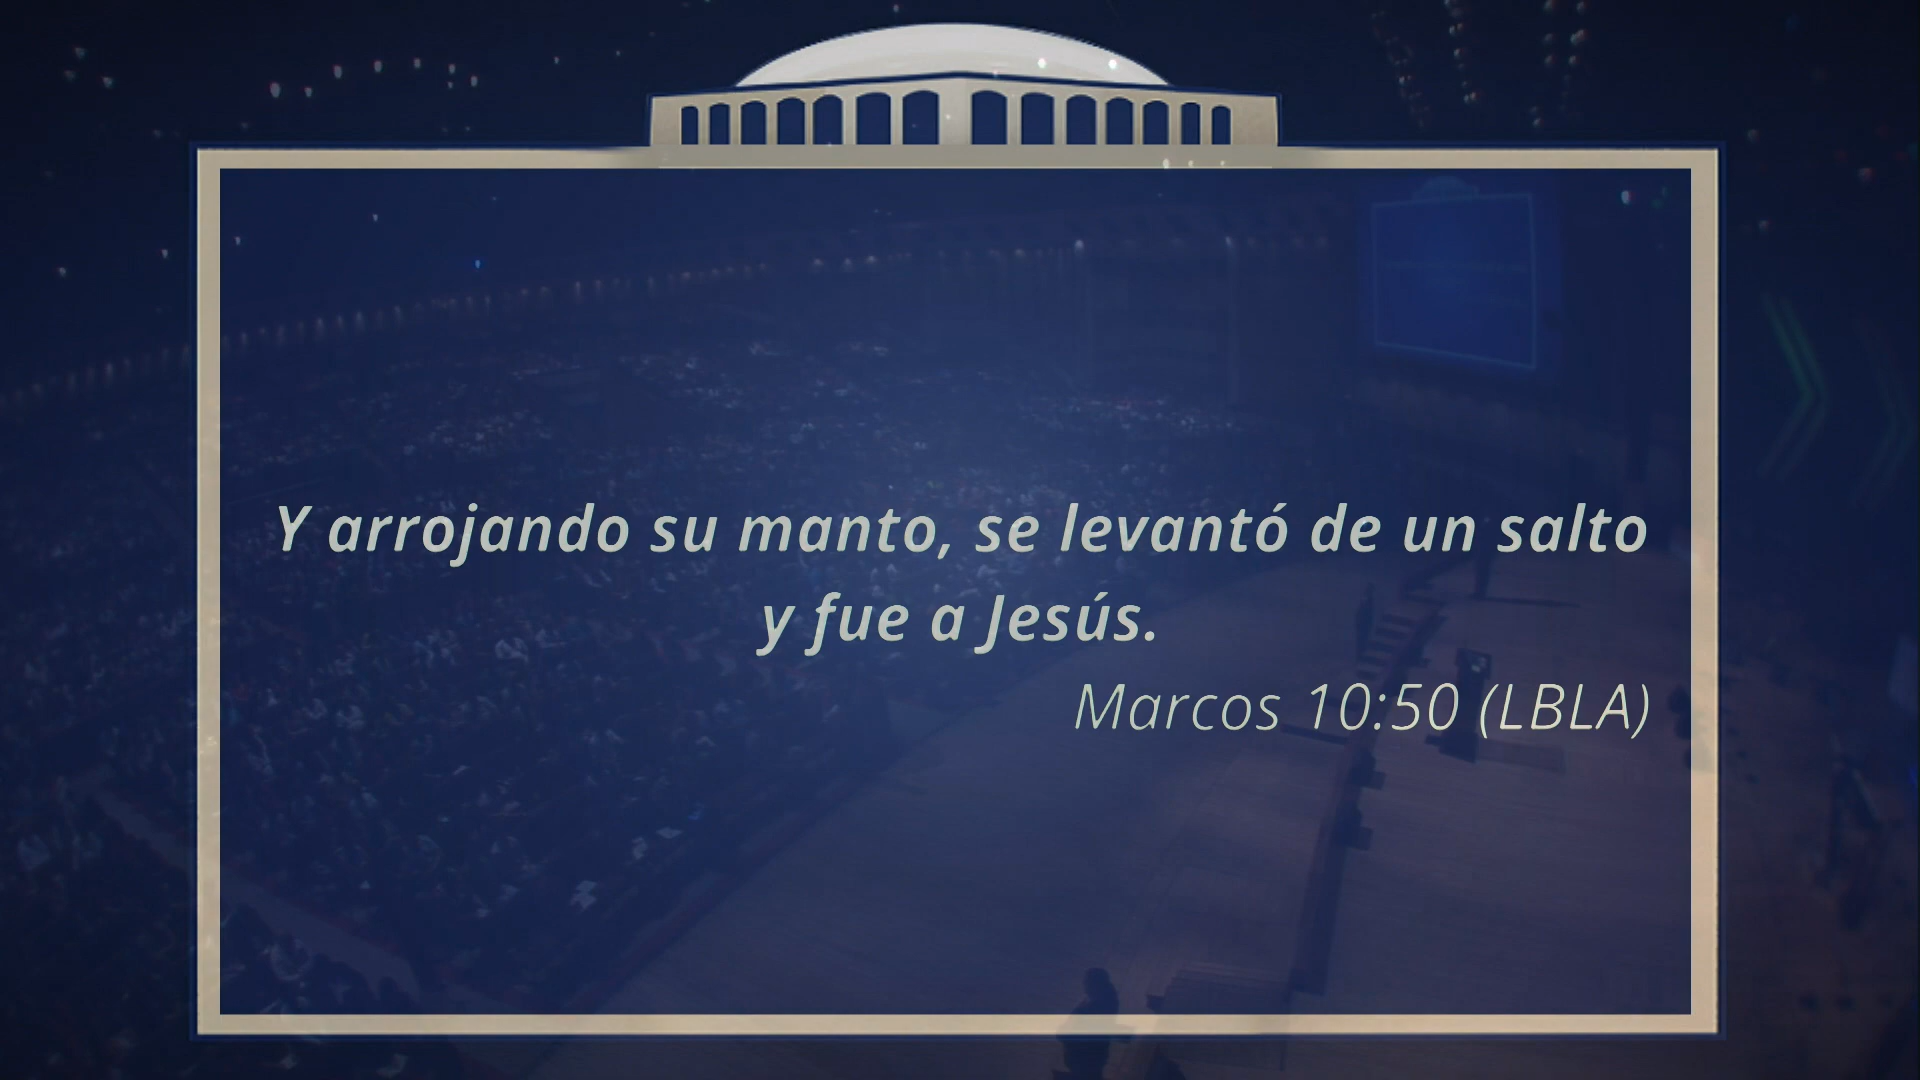 Y arrojando su manto, se levantó de un salto
y fue a Jesús.
Marcos 10:50 (LBLA)